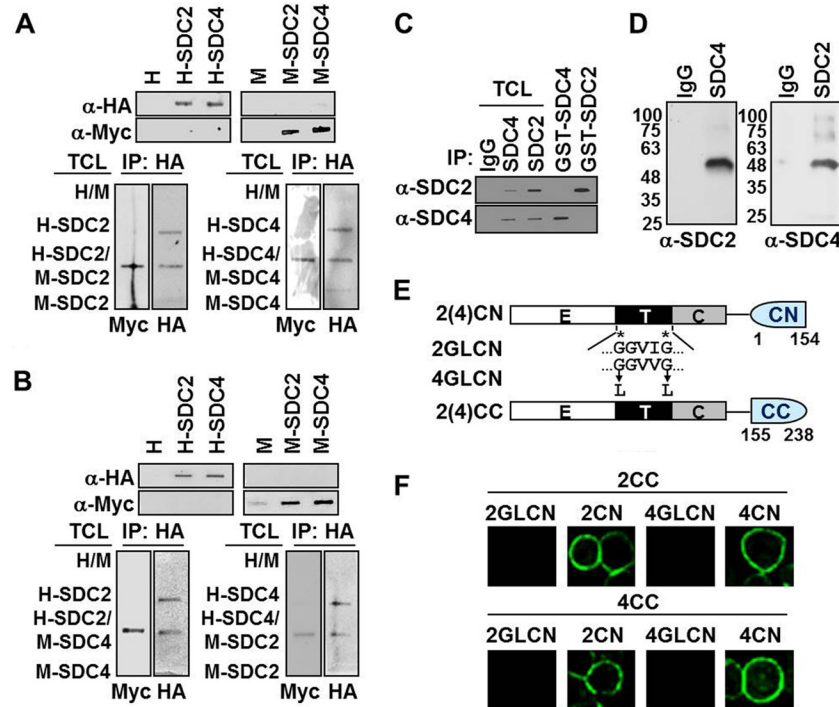 A
H
H-SDC2
H-SDC4
M
M-SDC2
M-SDC4
α-HA
α-Myc
TCL IP: HA
H/M
H-SDC2
H-SDC2/
M-SDC2
M-SDC2
Myc HA
TCL IP: HA
H/M
H-SDC4
H-SDC4/
M-SDC4
M-SDC4
Myc HA
B
H
H-SDC2
H-SDC4
M
M-SDC2
M-SDC4
α-HA
α-Myc
TCL IP: HA
H/M
H-SDC2
H-SDC2/
M-SDC4
M-SDC4
Myc HA
TCL IP: HA
H/M
H-SDC4
H-SDC4/
M-SDC2
M-SDC2
Myc HA
C
TCL
IP:
IgG
SDC4
SDC2
GST-SDC4
GST-SDC2
α-SDC2
α-SDC4
D
IgG
SDC4
100
75
63
48
35
25
α-SDC2
IgG
SDC2
100
75
63
48
35
25
α-SDC4
E
2(4)CN E T C CN
* * 1 154
2GLCN ...GGVIG...
...GGVVG...
4GLCN L L
2(4)CC E T C CC
155 238
F
2CC
2GLCN 2CN 4GLCN 4CN
4CC
2GLCN 2CN 4GLCN 4CN